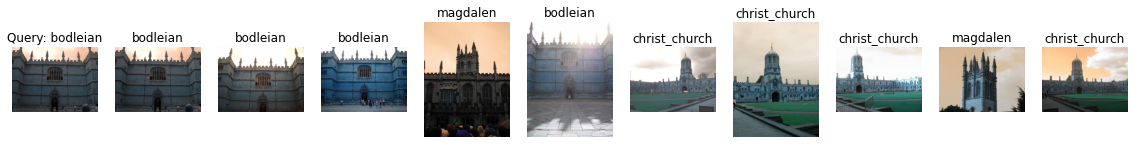 Query: bodleian
bodleian
bodleian
bodleian
magdalen
bodleian
christ_church
christ_church
christ_church
magdalen
christ_church